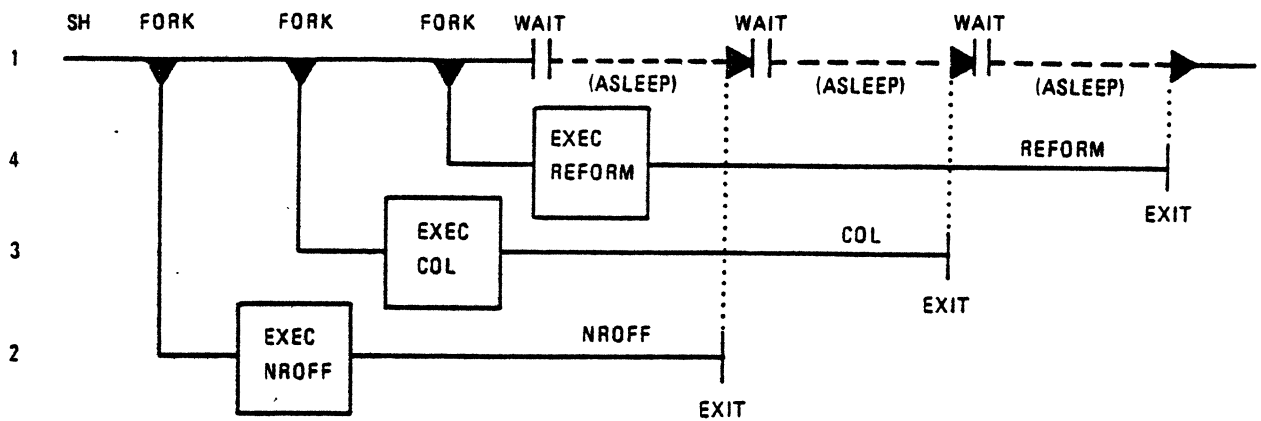 SH FORK FORK FORK WAIT WAIT WAIT
1
(ASLEEP) (ASLEEP) (ASLEEP)
EXEC
4 REFORM
REFORM
EXIT
EXEC
3 COL
COL
EXIT
EXEC
2 NROFF
NROFF
EXIT